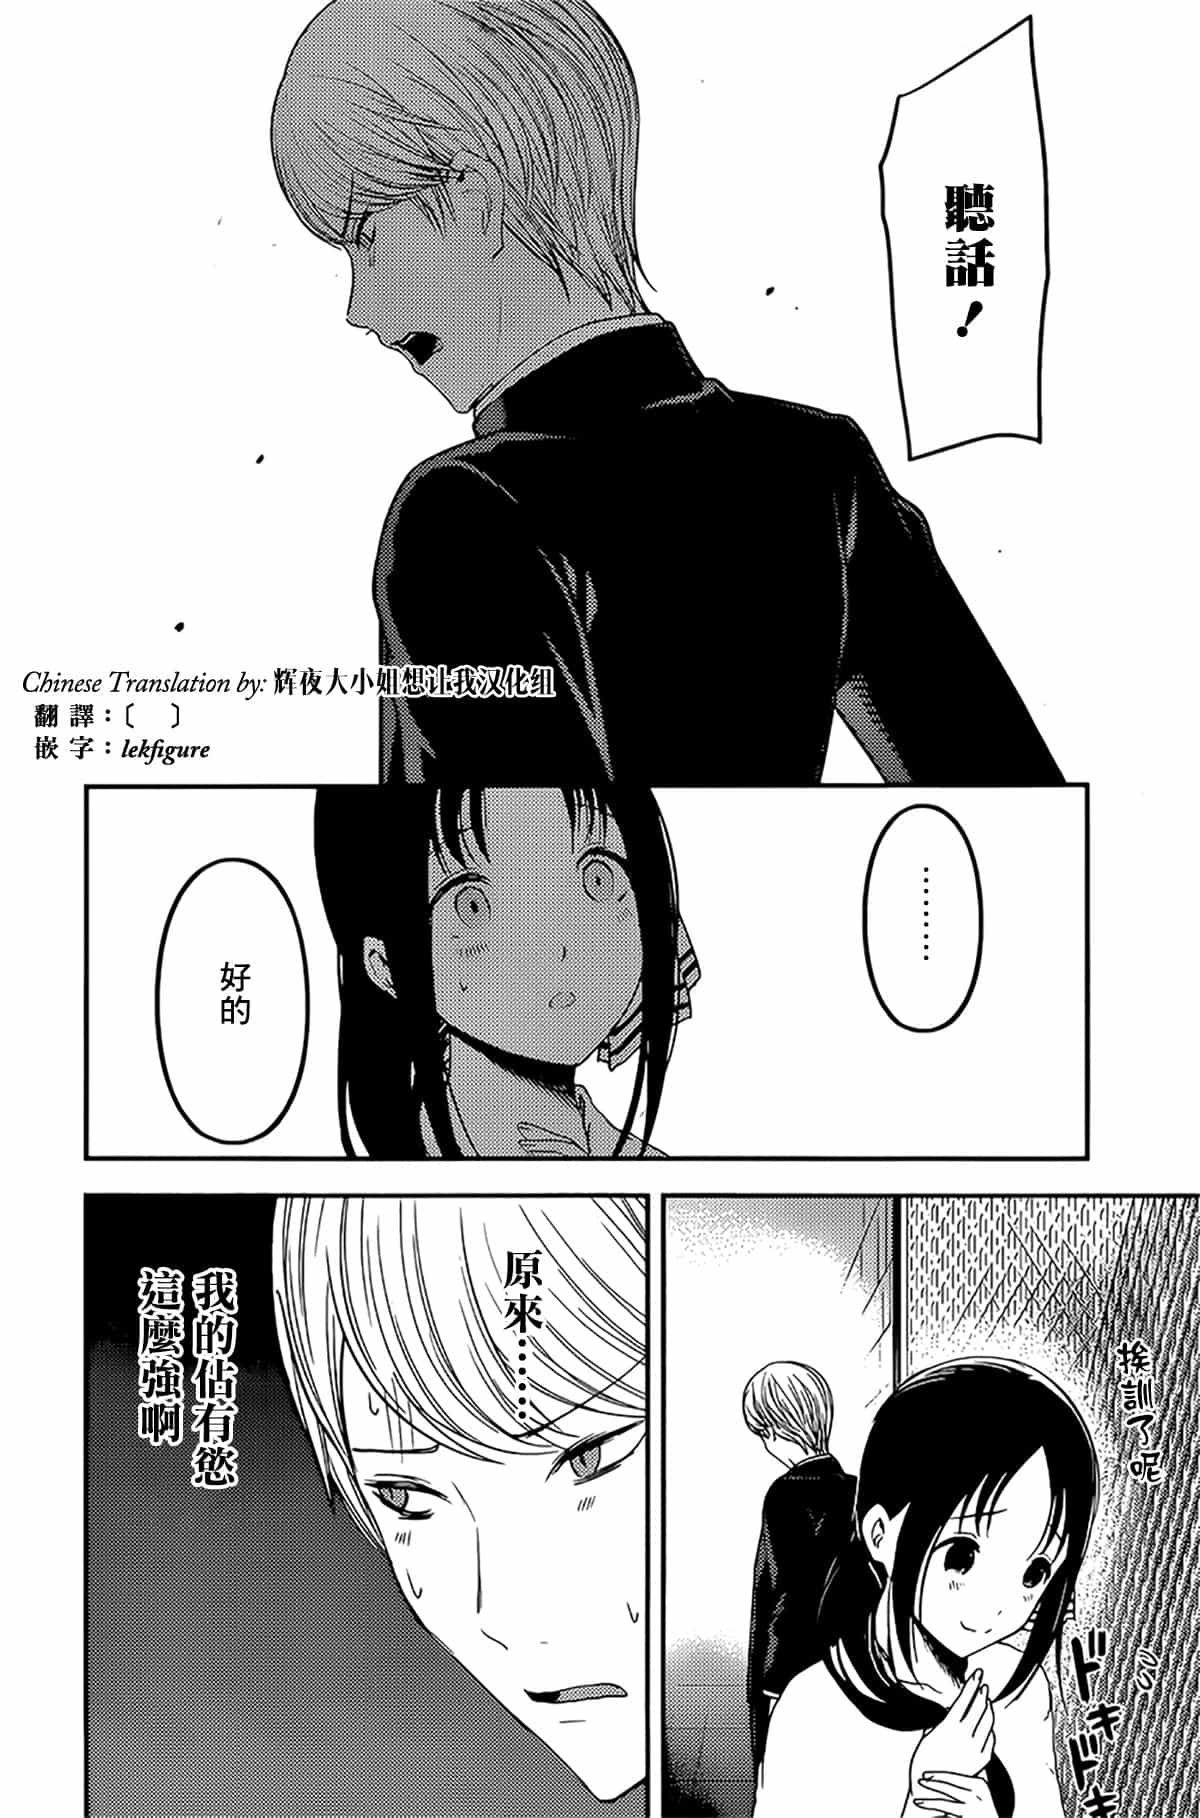 聽話！
Chinese Translation by: 辉夜大小姐想让我汉化组
翻譯：〔　〕
嵌字：lekfigure
………
好的
挨訓了呢
ドキドキ
原來……
我的佔有慾
這麼強啊